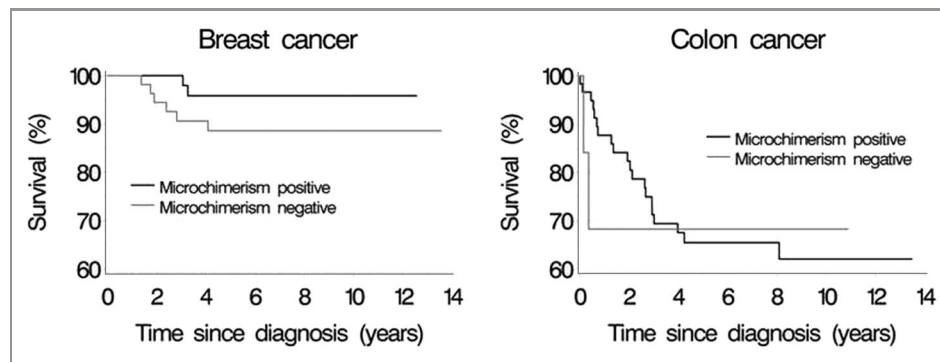 Breast cancer
Survival (%)
100
90
80
70
60
Microchimerism positive
Microchimerism negative
0 2 4 6 8 10 12 14
Time since diagnosis (years)
Colon cancer
Survival (%)
100
90
80
70
60
Microchimerism positive
Microchimerism negative
0 2 4 6 8 10 12 14
Time since diagnosis (years)